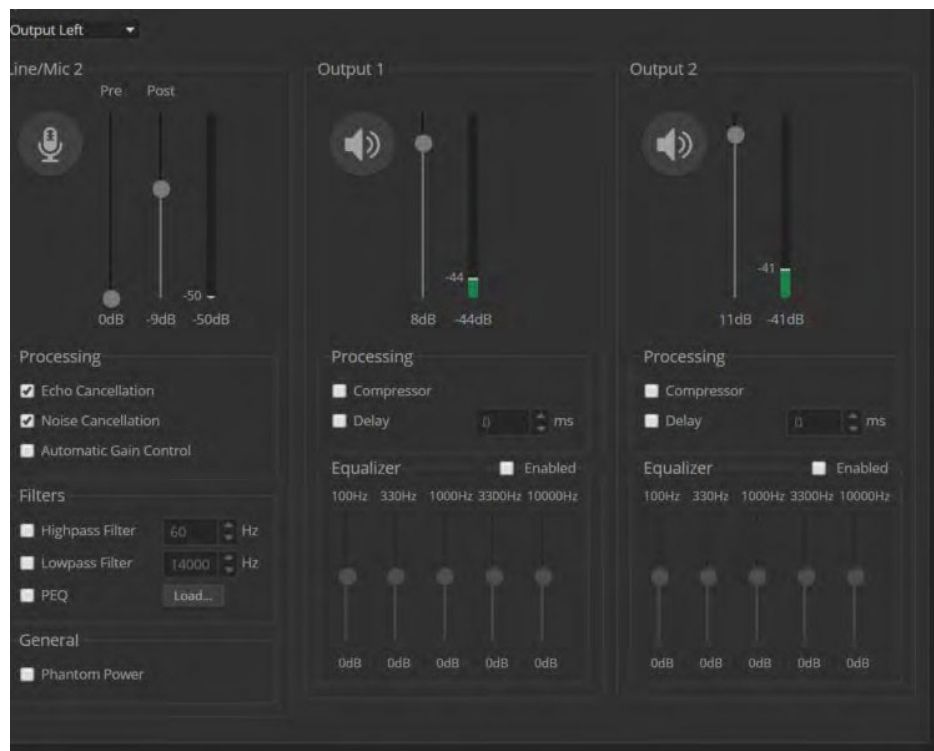 Output Left
Line/Mic 2
Pre Post
-50
0dB -9dB -50dB
Processing
Echo Cancellation
Noise Cancellation
Automatic Gain Control
Filters
Highpass Filter 60 Hz
Lowpass Filter 14000 Hz
PEQ Load...
General
Phantom Power
Output 1
-44
8dB -44dB
Processing
Compressor
Delay 0 ms
Equalizer Enabled
100Hz 330Hz 1000Hz 3300Hz 10000Hz
0dB 0dB 0dB 0dB 0dB
Output 2
-41
11dB -41dB
Processing
Compressor
Delay 0 ms
Equalizer Enabled
100Hz 330Hz 1000Hz 3300Hz 10000Hz
0dB 0dB 0dB 0dB 0dB